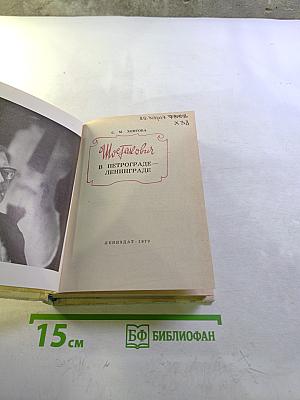 С. М. ХЕНТОВА
Шостакович
В ПЕТРОГРАДЕ—
ЛЕНИНГРАДЕ
ЛЕНИЗДАТ · 1979
15 см
БФ БИБЛИОФАН